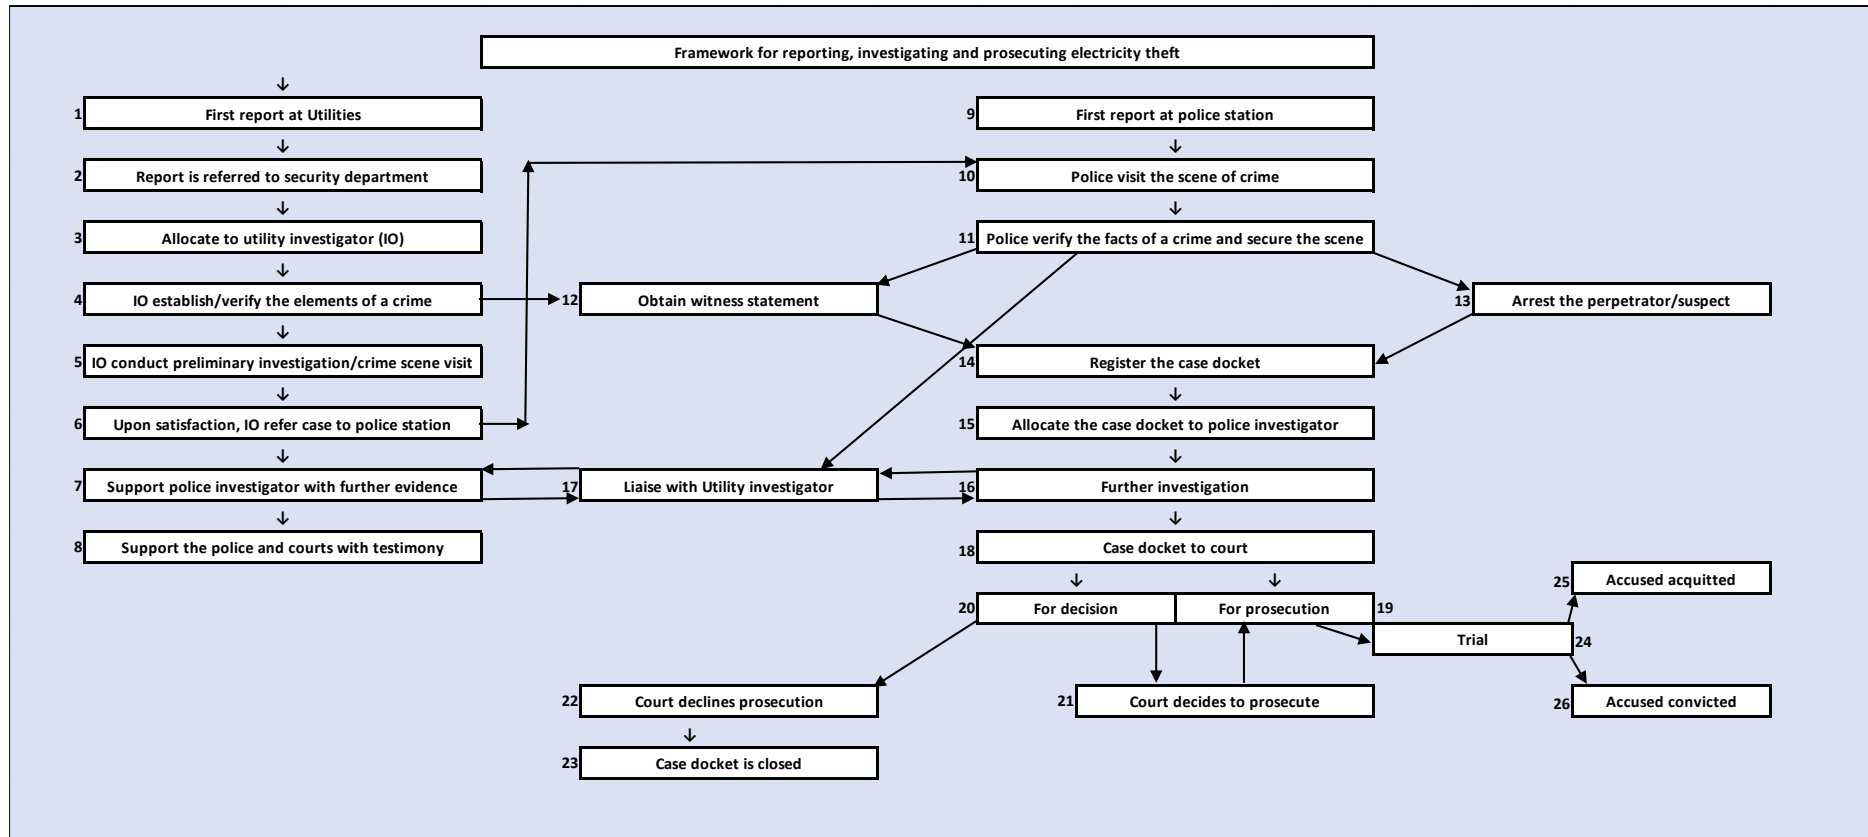 Framework for reporting, investigating and prosecuting electricity theft
1 First report at Utilities
9 First report at police station
2 Report is referred to security department
10 Police visit the scene of crime
3 Allocate to utility investigator (IO)
11 Police verify the facts of a crime and secure the scene
4 IO establish/verify the elements of a crime
12 Obtain witness statement
13 Arrest the perpetrator/suspect
5 IO conduct preliminary investigation/crime scene visit
14 Register the case docket
6 Upon satisfaction, IO refer case to police station
15 Allocate the case docket to police investigator
7 Support police investigator with further evidence
17 Liaise with Utility investigator
16 Further investigation
8 Support the police and courts with testimony
18 Case docket to court
25 Accused acquitted
20 For decision
For prosecution 19
Trial 24
22 Court declines prosecution
21 Court decides to prosecute
26 Accused convicted
23 Case docket is closed